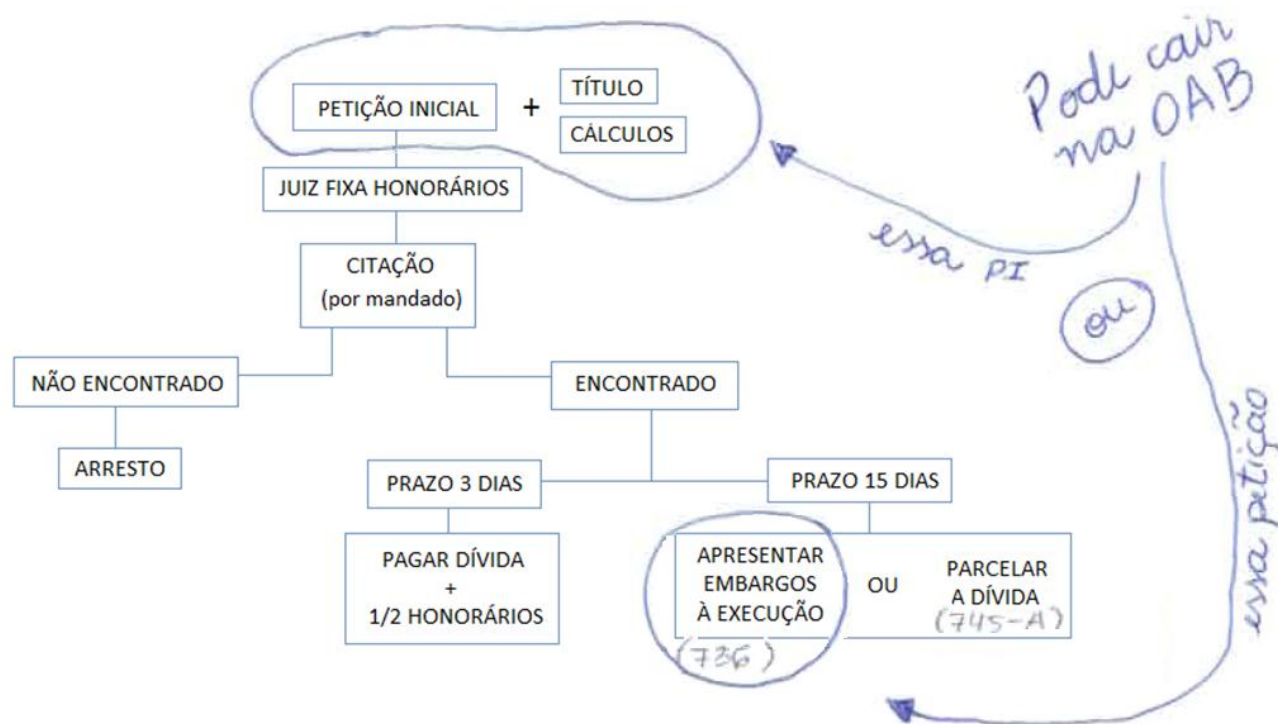 Pode cair
na OAB
PETIÇÃO INICIAL
+
TÍTULO
CÁLCULOS
JUIZ FIXA HONORÁRIOS
essa PI
CITAÇÃO
(por mandado)
ou
NÃO ENCONTRADO
ENCONTRADO
ARRESTO
essa petição
PRAZO 3 DIAS
PRAZO 15 DIAS
PAGAR DÍVIDA
+
1/2 HONORÁRIOS
APRESENTAR
EMBARGOS
À EXECUÇÃO
(736)
OU
PARCELAR
A DÍVIDA
(745-A)